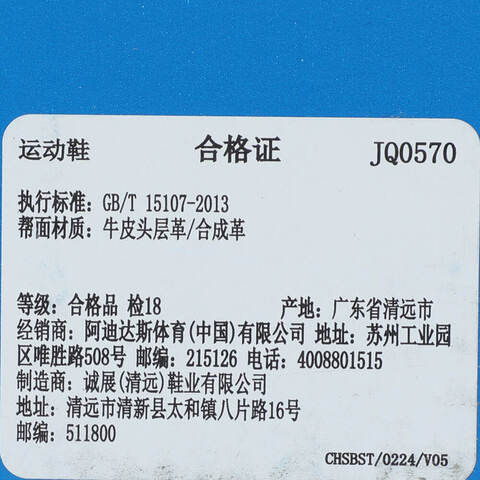 运动鞋 合格证 JQ0570
执行标准: GB/T 15107-2013
帮面材质: 牛皮头层革/合成革
等级: 合格品 检18 产地: 广东省清远市
经销商: 阿迪达斯体育(中国)有限公司 地址: 苏州工业园
区唯胜路508号 邮编: 215126 电话: 4008801515
制造商: 诚展(清远)鞋业有限公司
地址: 清远市清新县太和镇八片路16号
邮编: 511800
CHSBST/0224/V05